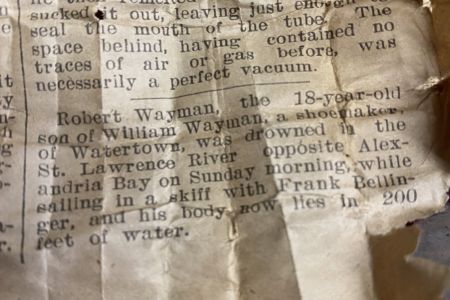 sucked it out, leaving just enough to
seal the mouth of the tube. The
space behind, having contained no
traces of air or gas before, was
necessarily a perfect vacuum.
Robert Wayman, the 18-year-old
son of William Wayman, a shoemaker,
of Watertown, was drowned in the
St. Lawrence River opposite Alex-
andria Bay on Sunday morning, while
sailing in a skiff with Frank Bellin-
ger, and his body now lies in 200
feet of water.